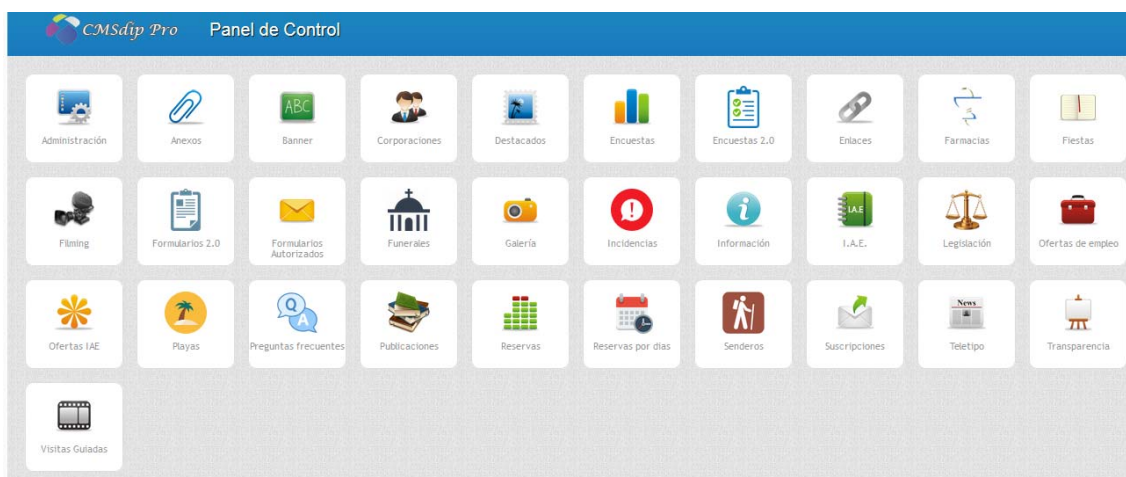 CMSdip Pro Panel de Control
ABC
Administración Anexos Banner Corporaciones Destacados Encuestas Encuestas 2.0 Enlaces Farmacias Fiestas
I.A.E
Filming Formularios 2.0 Formularios Autorizados Funerales Galería Incidencias Información I.A.E. Legislación Ofertas de empleo
Q
A
News
Ofertas IAE Playas Preguntas frecuentes Publicaciones Reservas Reservas por días Senderos Suscripciones Teletipo Transparencia
Visitas Guiadas